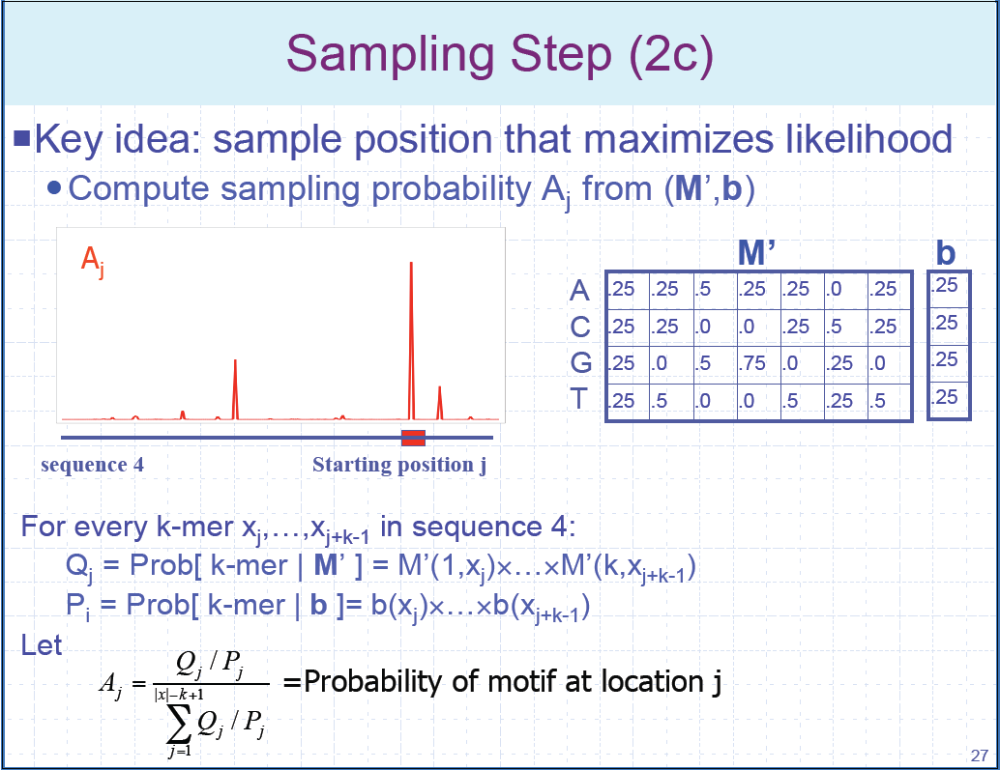 Sampling Step (2c)
■Key idea: sample position that maximizes likelihood
•Compute sampling probability Aj from (M’,b)
Aj
M’ b
A .25 .25 .5 .25 .25 .0 .25 .25
C .25 .25 .0 .0 .25 .5 .25 .25
G .25 .0 .5 .75 .0 .25 .0 .25
T .25 .5 .0 .0 .5 .25 .5 .25
sequence 4 Starting position j
For every k-mer xj,…,xj+k-1 in sequence 4:
Qj = Prob[ k-mer | M’ ] = M’(1,xj)×…×M’(k,xj+k-1)
Pi = Prob[ k-mer | b ]= b(xj)×…×b(xj+k-1)
Let
Qj / Pj
Aj = =Probability of motif at location j
|x|−k+1
∑ Qj / Pj
j=1
27